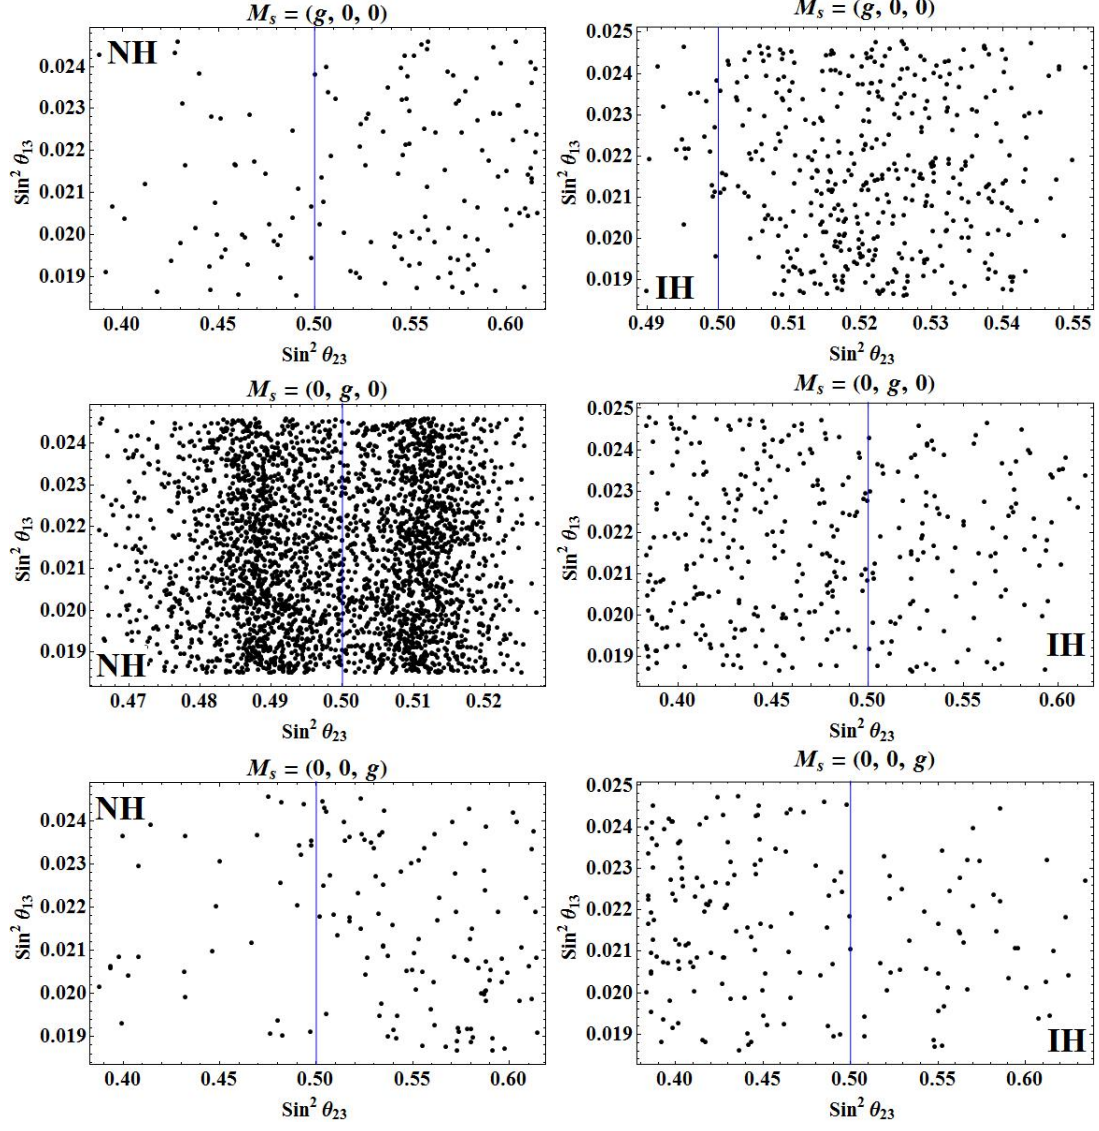 M_s = (g, 0, 0)
NH
0.024
0.023
0.022
0.021
0.020
0.019
Sin² θ₁₃
0.40 0.45 0.50 0.55 0.60
Sin² θ₂₃
M_s = (g, 0, 0)
0.025
0.024
0.023
0.022
0.021
0.020
0.019
Sin² θ₁₃
IH
0.49 0.50 0.51 0.52 0.53 0.54 0.55
Sin² θ₂₃
M_s = (0, g, 0)
0.024
0.023
0.022
0.021
0.020
0.019
Sin² θ₁₃
NH
0.47 0.48 0.49 0.50 0.51 0.52
Sin² θ₂₃
M_s = (0, g, 0)
0.025
0.024
0.023
0.022
0.021
0.020
0.019
Sin² θ₁₃
IH
0.40 0.45 0.50 0.55 0.60
Sin² θ₂₃
M_s = (0, 0, g)
NH
0.024
0.023
0.022
0.021
0.020
0.019
Sin² θ₁₃
0.40 0.45 0.50 0.55 0.60
Sin² θ₂₃
M_s = (0, 0, g)
0.025
0.024
0.023
0.022
0.021
0.020
0.019
Sin² θ₁₃
IH
0.40 0.45 0.50 0.55 0.60
Sin² θ₂₃